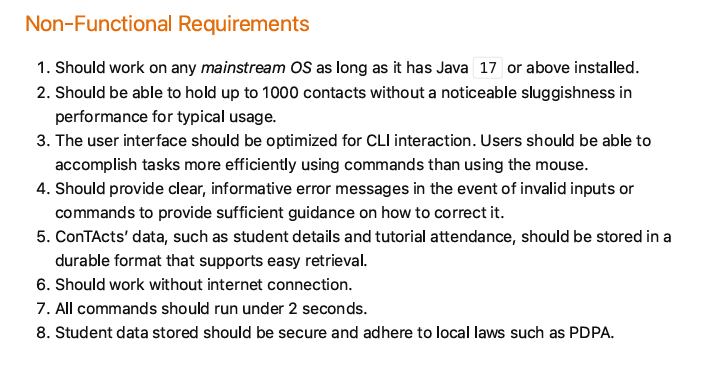 Non-Functional Requirements
1. Should work on any mainstream OS as long as it has Java 17 or above installed.
2. Should be able to hold up to 1000 contacts without a noticeable sluggishness in
performance for typical usage.
3. The user interface should be optimized for CLI interaction. Users should be able to
accomplish tasks more efficiently using commands than using the mouse.
4. Should provide clear, informative error messages in the event of invalid inputs or
commands to provide sufficient guidance on how to correct it.
5. ConTActs’ data, such as student details and tutorial attendance, should be stored in a
durable format that supports easy retrieval.
6. Should work without internet connection.
7. All commands should run under 2 seconds.
8. Student data stored should be secure and adhere to local laws such as PDPA.